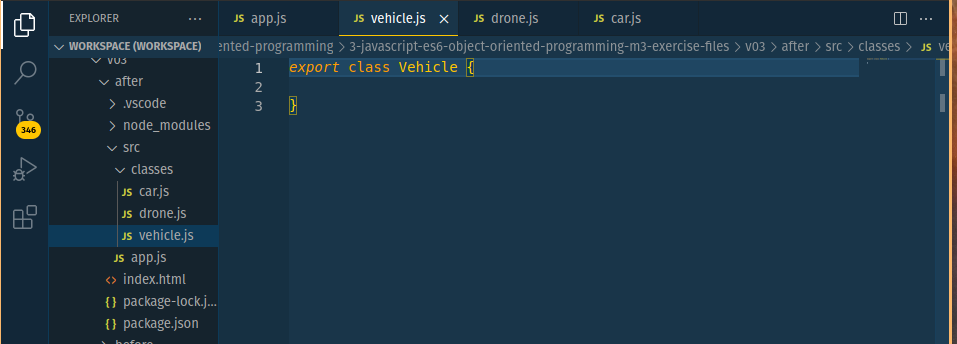 EXPLORER
WORKSPACE (WORKSPACE)
v03
after
.vscode
node_modules
src
classes
JS car.js
JS drone.js
JS vehicle.js
JS app.js
<> index.html
{ } package-lock.j...
{ } package.json
before
346
JS app.js JS vehicle.js × JS drone.js JS car.js
ented-programming > 3-javascript-es6-object-oriented-programming-m3-exercise-files > v03 > after > src > classes > JS ve
1 export class Vehicle {
2
3 }